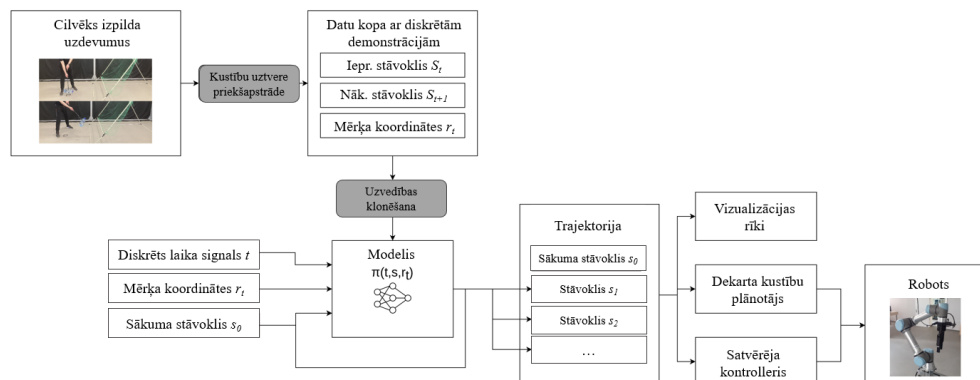 Cilvēks izpilda
uzdevumus
Kustību uztvere
priekšapstrāde
Datu kopa ar diskrētām
demonstrācijām
Iepr. stāvoklis St
Nāk. stāvoklis St+1
Mērķa koordinātes rt
Uzvedības
klonēšana
Diskrēts laika signals t
Mērķa koordinātes rt
Sākuma stāvoklis s0
Modelis
π(t,s,rt)
Trajektorija
Sākuma stāvoklis s0
Stāvoklis s1
Stāvoklis s2
…
Vizualizācijas
rīki
Dekarta kustību
plānotājs
Satvērēja
kontrolleris
Robots